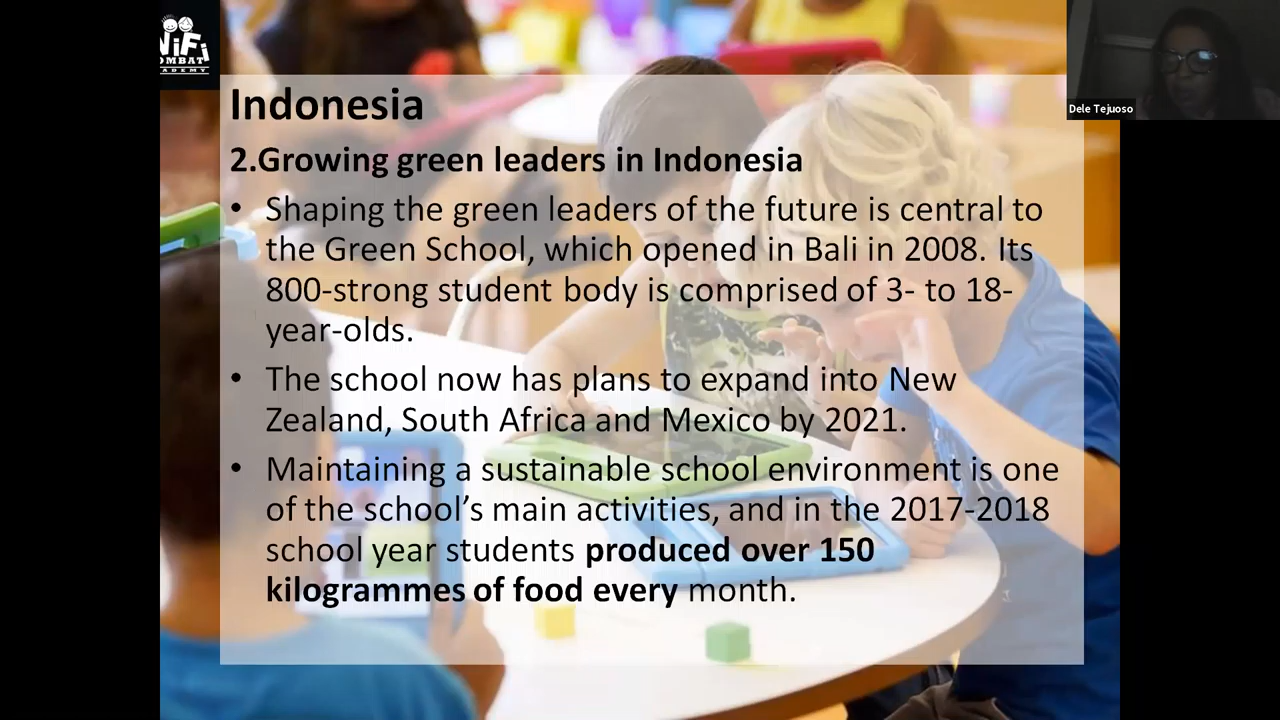 WiFi
COMBAT
ACADEMY
Dele Tejuoso
Indonesia
2.Growing green leaders in Indonesia
• Shaping the green leaders of the future is central to
the Green School, which opened in Bali in 2008. Its
800-strong student body is comprised of 3- to 18-
year-olds.
• The school now has plans to expand into New
Zealand, South Africa and Mexico by 2021.
• Maintaining a sustainable school environment is one
of the school’s main activities, and in the 2017-2018
school year students produced over 150
kilogrammes of food every month.